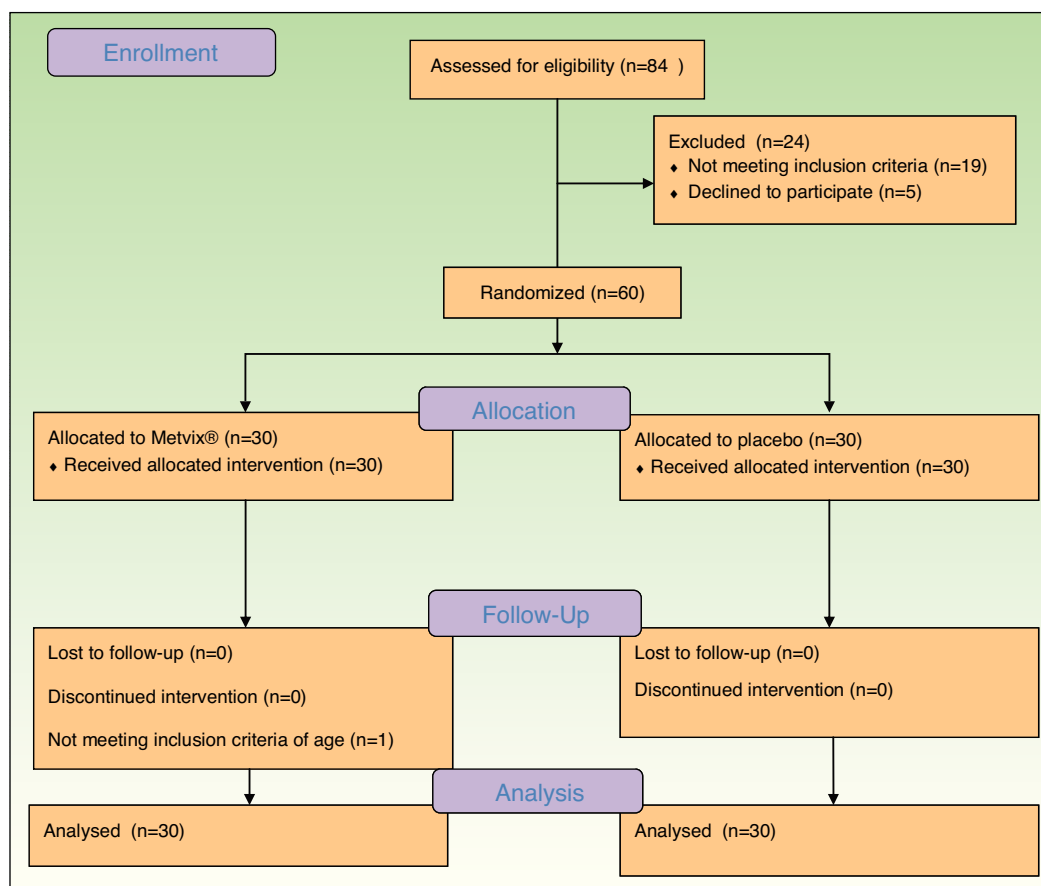 Enrollment
Assessed for eligibility (n=84 )
Excluded (n=24)
♦ Not meeting inclusion criteria (n=19)
♦ Declined to participate (n=5)
Randomized (n=60)
Allocation
Allocated to Metvix® (n=30)
♦ Received allocated intervention (n=30)
Allocated to placebo (n=30)
♦ Received allocated intervention (n=30)
Follow-Up
Lost to follow-up (n=0)
Discontinued intervention (n=0)
Not meeting inclusion criteria of age (n=1)
Lost to follow-up (n=0)
Discontinued intervention (n=0)
Analysis
Analysed (n=30)
Analysed (n=30)